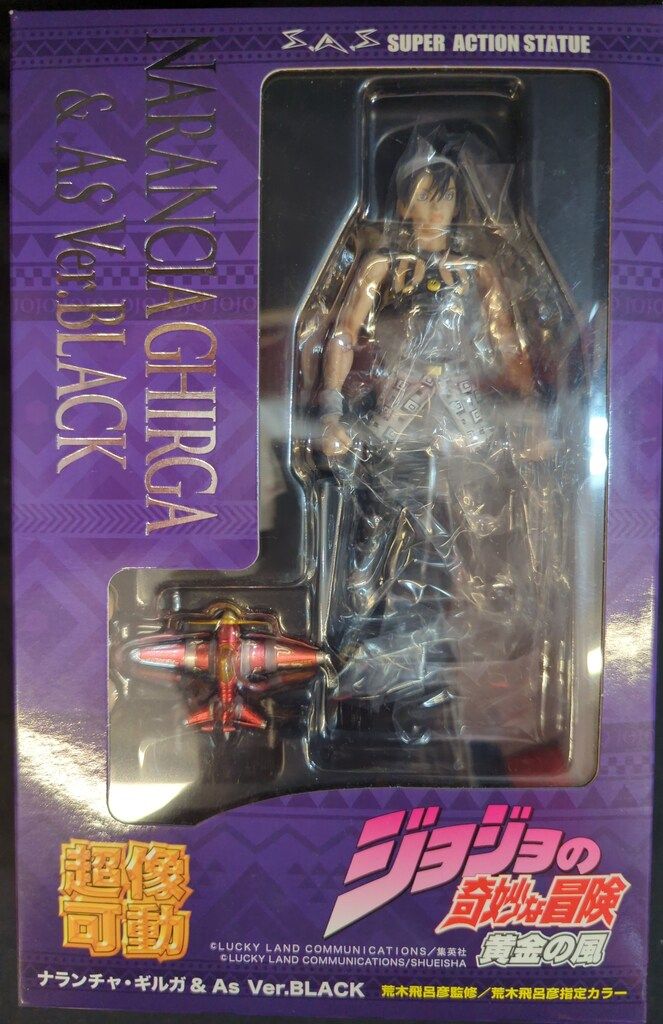 S.A.S SUPER ACTION STATUE
NARANCIA GHIRGA
& AS Ver.BLACK
JOJO
超像
可動
ジョジョの
奇妙な冒険
黄金の風
©LUCKY LAND COMMUNICATIONS/集英社
©LUCKY LAND COMMUNICATIONS/SHUEISHA
ナランチャ・ギルガ & As Ver.BLACK
荒木飛呂彦監修/荒木飛呂彦指定カラー